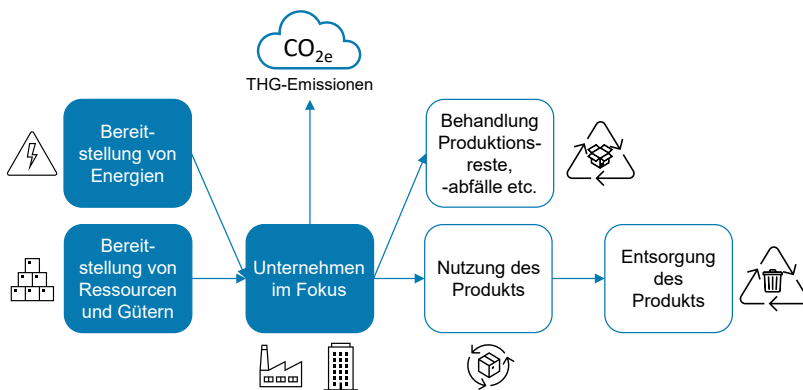 CO2e
THG-Emissionen
Bereit-
stellung von
Energien
Behandlung
Produktions-
reste,
-abfälle etc.
Bereit-
stellung von
Ressourcen
und Gütern
Unternehmen
im Fokus
Nutzung des
Produkts
Entsorgung
des
Produkts